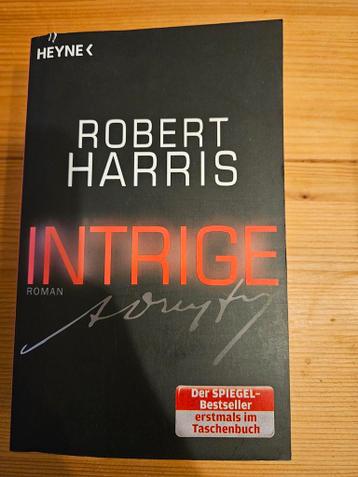 HEYNE<
ROBERT
HARRIS
INTRIGE
ROMAN
Der SPIEGEL-
Bestseller
erstmals im
Taschenbuch